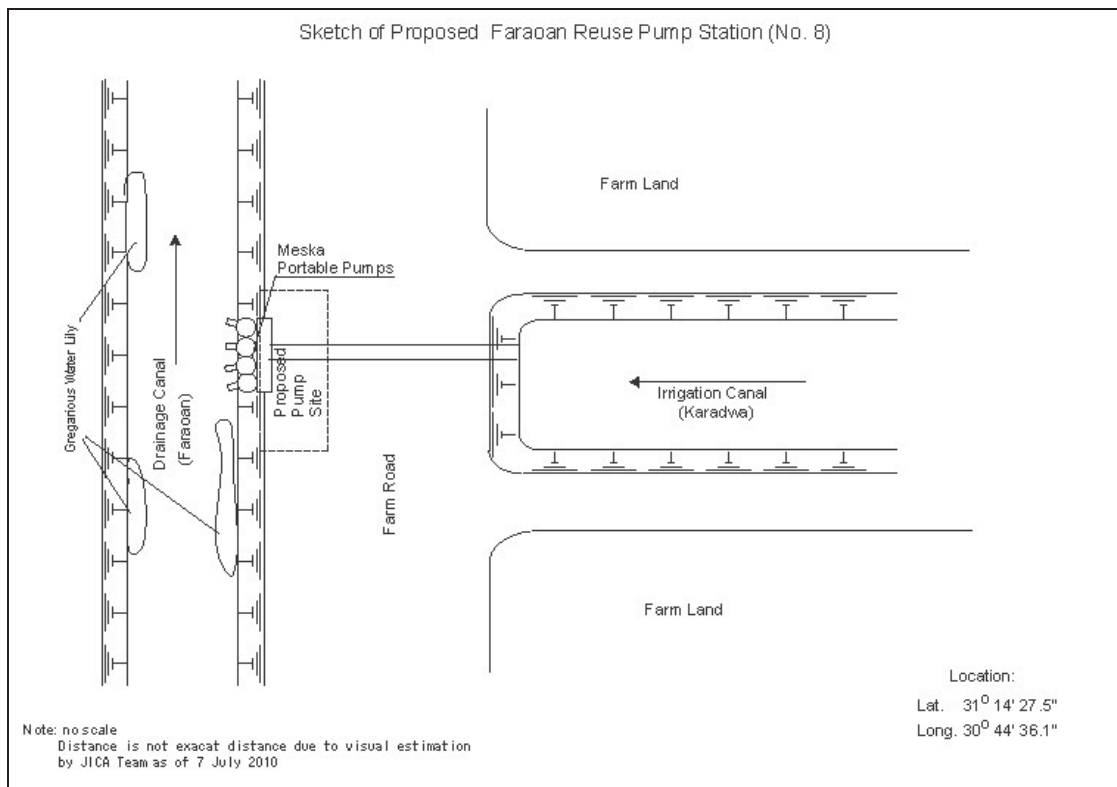 Sketch of Proposed Faraoan Reuse Pump Station (No. 8)
Farm Land
Meska
Portable Pumps
Gregarious Water Lily
Drainage Canal
(Faraoan)
Proposed
Pump
Site
Irrigation Canal
(Karadwa)
Farm Road
Farm Land
Location:
Lat. 31⁰ 14' 27.5"
Long. 30⁰ 44' 36.1"
Note: no scale
Distance is not exacat distance due to visual estimation
by JICA Team as of 7 July 2010